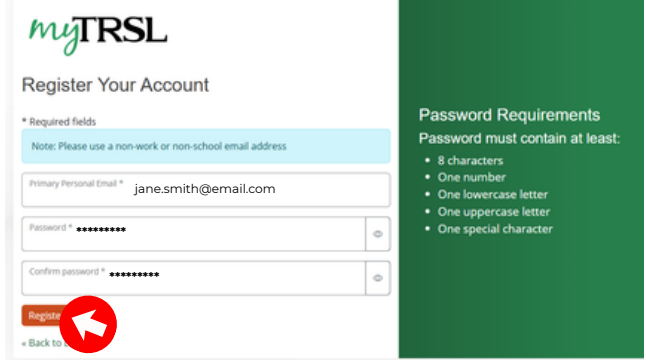 myTRSL
Register Your Account
* Required fields
Note: Please use a non-work or non-school email address
Primary Personal Email *
jane.smith@email.com
Password * *********
Confirm password * *********
« Back to
Password Requirements
Password must contain at least:
• 8 characters
• One number
• One lowercase letter
• One uppercase letter
• One special character